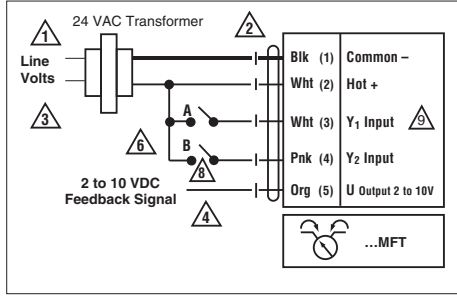 24 VAC Transformer
1
2
Line
Volts
3
Blk (1) Common –
Wht (2) Hot +
A
Wht (3) Y1 Input
9
6
B
Pnk (4) Y2 Input
8
2 to 10 VDC
Feedback Signal
Org (5) U Output 2 to 10V
4
...MFT